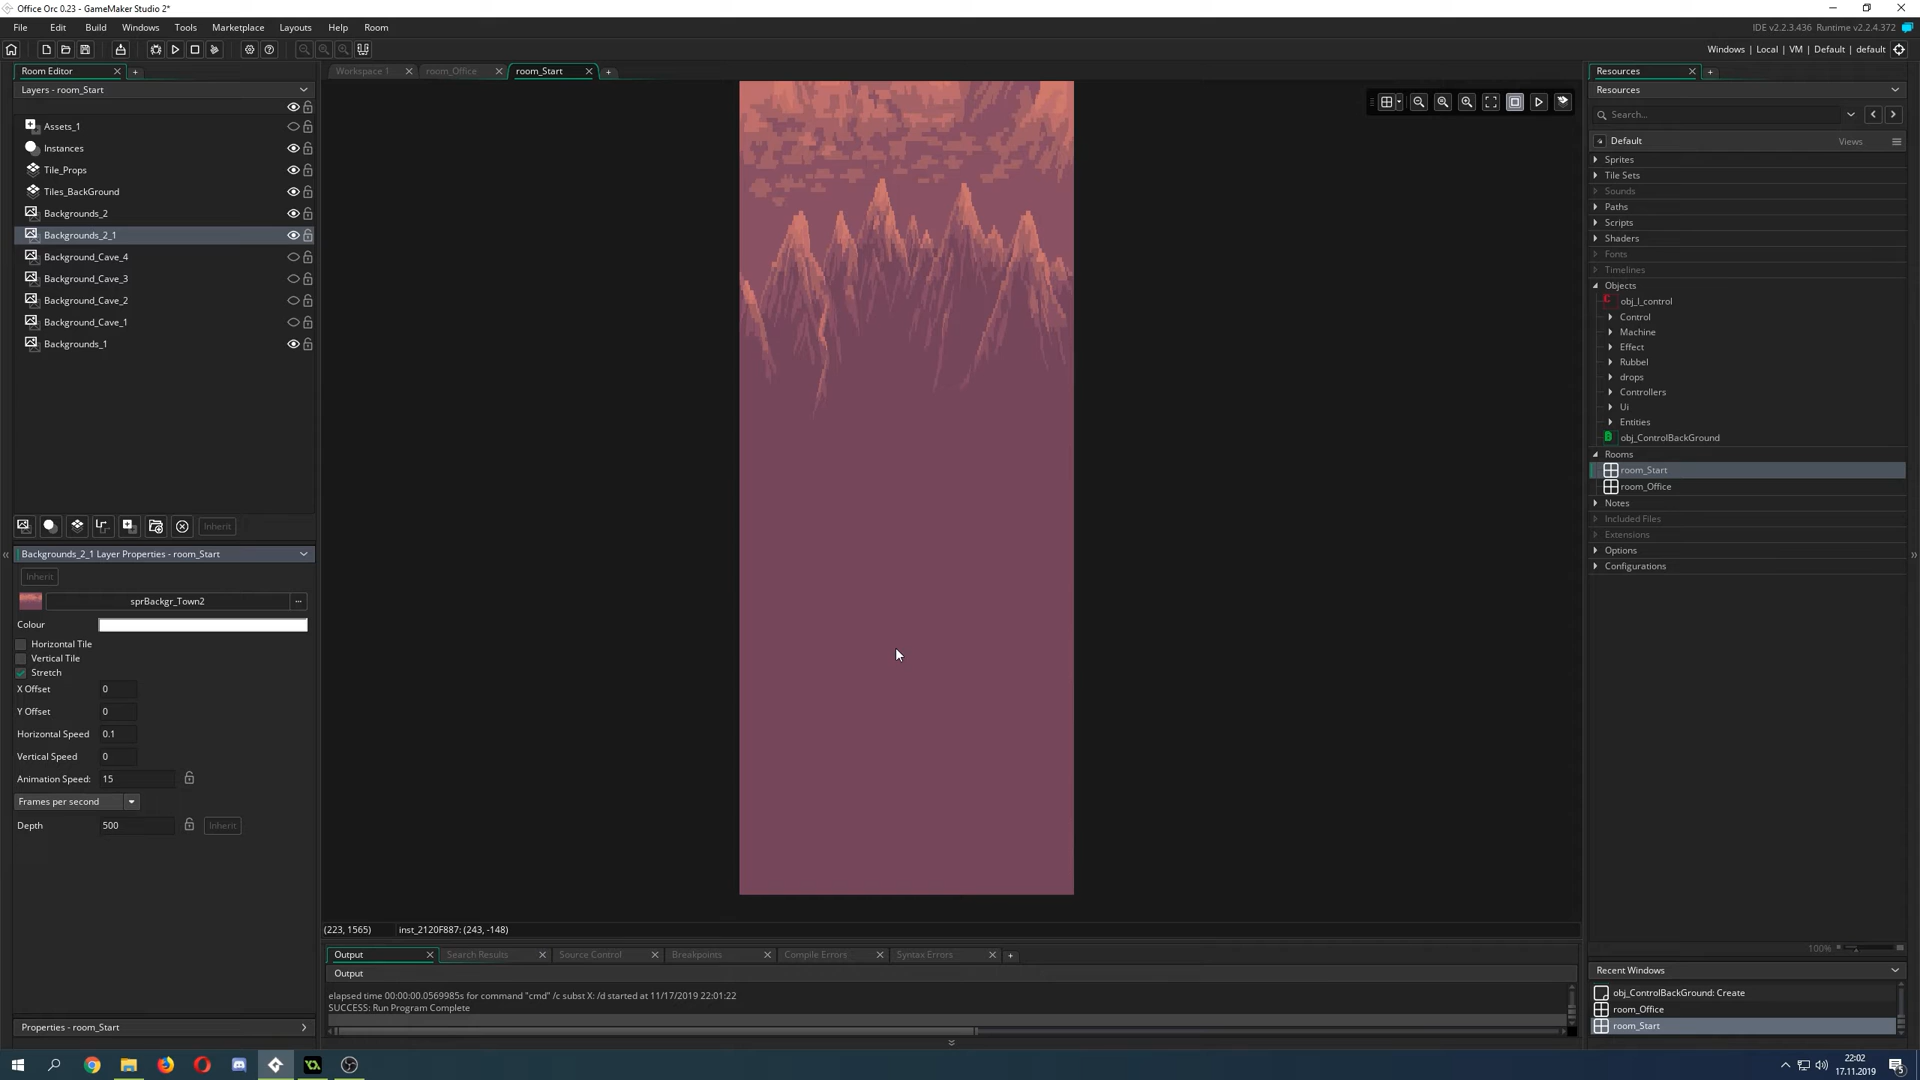 Office Orc 0.23 - GameMaker Studio 2*
File Edit Build Windows Tools Marketplace Layouts Help Room
IDE v2.2.3.436 Runtime v2.2.4.372
Windows | Local | VM | Default | default
Room Editor
Workspace 1 room_Office room_Start
Resources
Layers - room_Start
Resources
Assets_1
Search...
Instances
Default Views
Tile_Props
Sprites
Tile Sets
Tiles_BackGround
Sounds
Paths
Backgrounds_2
Scripts
Backgrounds_2_1
Shaders
Background_Cave_4
Fonts
Timelines
Background_Cave_3
Objects
Background_Cave_2
obj_I_control
Control
Background_Cave_1
Machine
Backgrounds_1
Effect
Rubbel
drops
Controllers
Ui
Entities
obj_ControlBackGround
Rooms
room_Start
room_Office
Notes
Included Files
Extensions
Options
Configurations
Inherit
Backgrounds_2_1 Layer Properties - room_Start
Inherit
sprBackgr_Town2
Colour
Horizontal Tile
Vertical Tile
Stretch
X Offset 0
Y Offset 0
Horizontal Speed 0.1
Vertical Speed 0
Animation Speed: 15
Frames per second
Depth 500 Inherit
(223, 1565) inst_2120F887: (243, -148)
100%
Output Search Results Source Control Breakpoints Compile Errors Syntax Errors
Output
Recent Windows
elapsed time 00:00:00.0569985s for command "cmd" /c subst X: /d started at 11/17/2019 22:01:22
SUCCESS: Run Program Complete
obj_ControlBackGround: Create
room_Office
room_Start
Properties - room_Start
22:02
17.11.2019
5